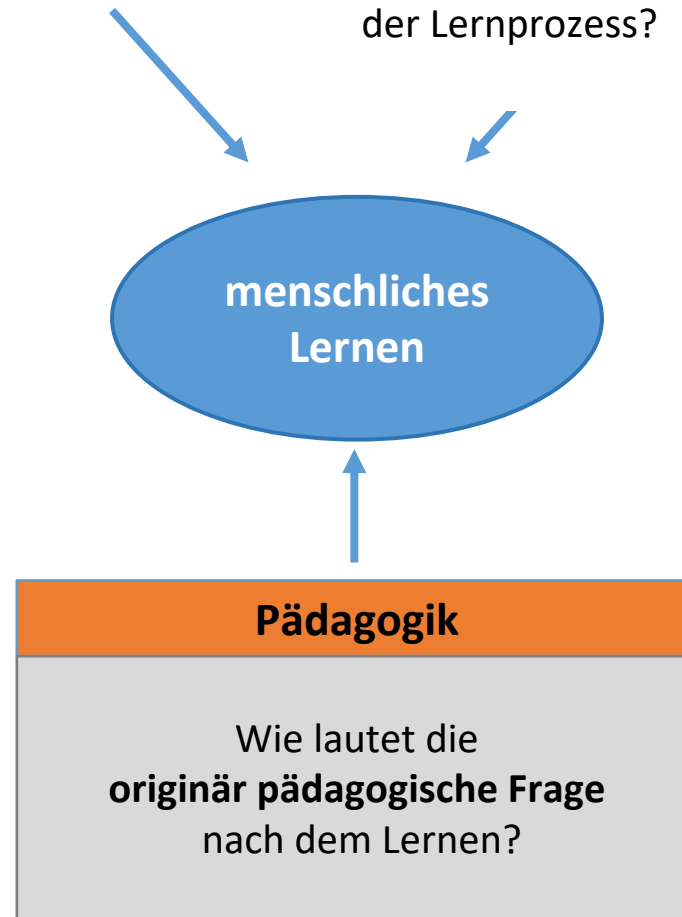 der Lernprozess?
menschliches
Lernen
Pädagogik
Wie lautet die
originär pädagogische Frage
nach dem Lernen?